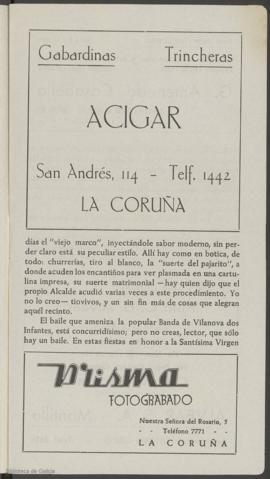 Gabardinas Trincheras
ACIGAR
San Andrés, 114 - Telf. 1442
LA CORUÑA
días el "viejo marco", inyectándole sabor moderno, sin per-
der claro está su peculiar estilo. Allí hay como en botica, de
todo: churrerías, tiro al blanco, la "suerte del pajarito", a
donde acuden los encantiños para ver plasmada en una cartu-
lina impresa, su suerte matrimonial —hay quien dijo que el
propio Alcalde acudió varias veces a este procedimiento. Yo
no lo creo— tiovivos, y un sin fin más de cosas que alegran
aquél recinto.
El baile que ameniza la popular Banda de Vilanova dos
Infantes, está concurridísimo; pero no creas, lector, que sólo
hay un baile. En estas fiestas en honor a la Santísima Virgen
Prisma
FOTOGRABADO
Nuestra Señora del Rosario, 5
- - Teléfono 7771 - -
LA CORUÑA
Biblioteca de Galicia